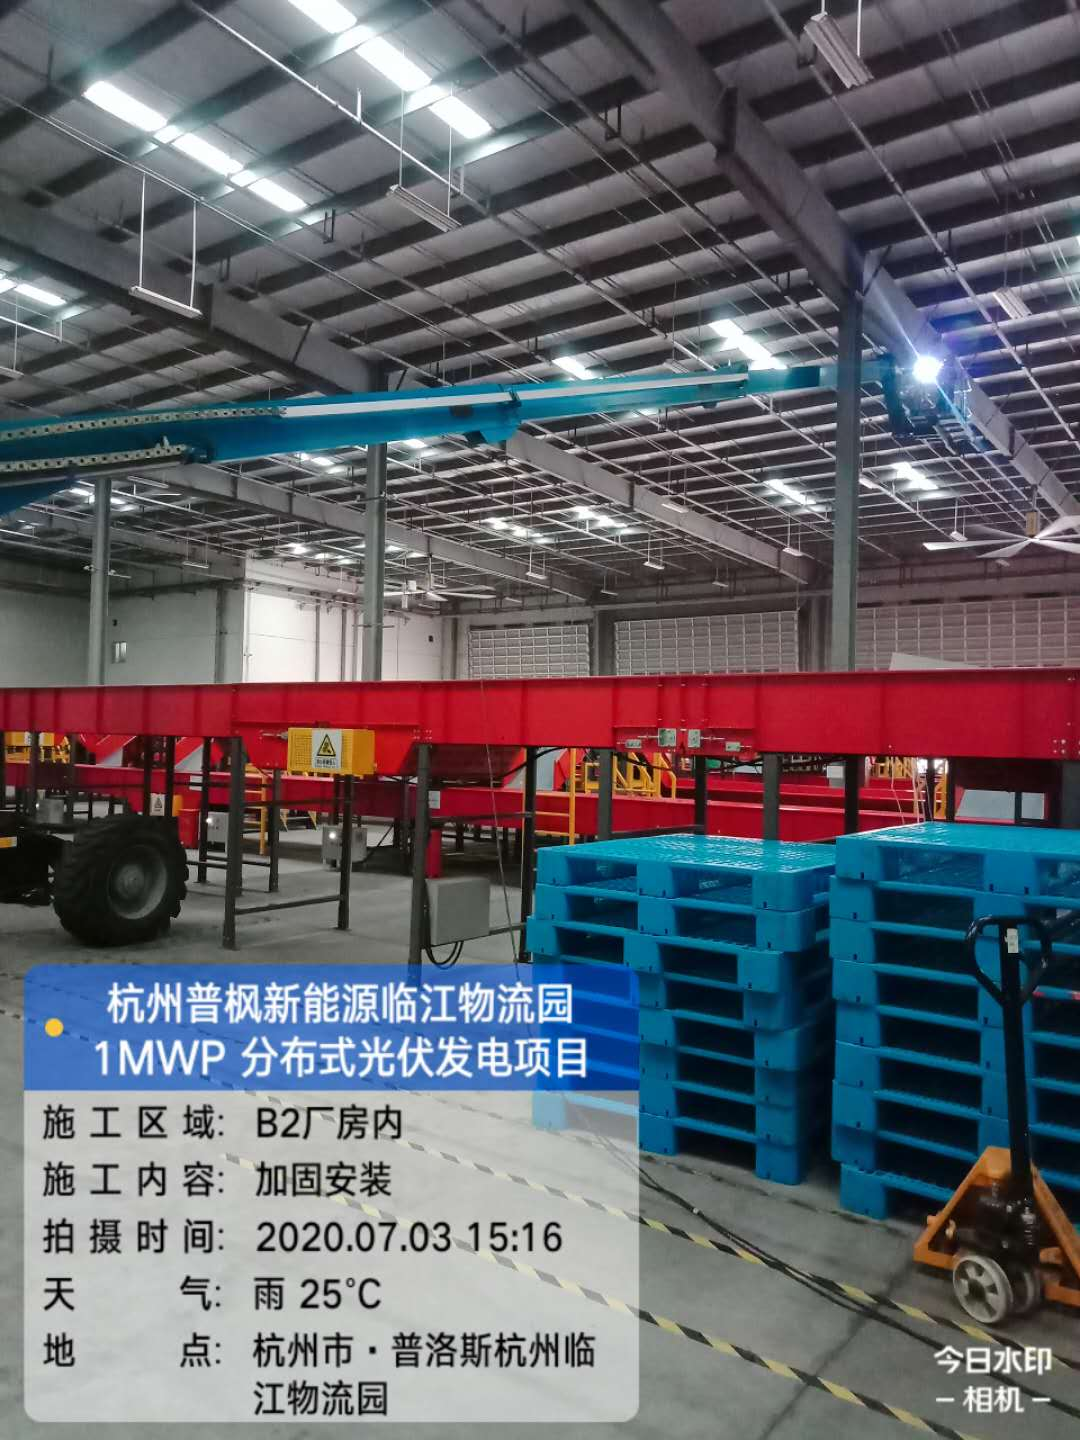 杭州普枫新能源临江物流园
1MWP 分布式光伏发电项目
施工区域: B2厂房内
施工内容: 加固安装
拍摄时间: 2020.07.03 15:16
天气: 雨 25°C
地点: 杭州市·普洛斯杭州临
江物流园
今日水印
-相机-